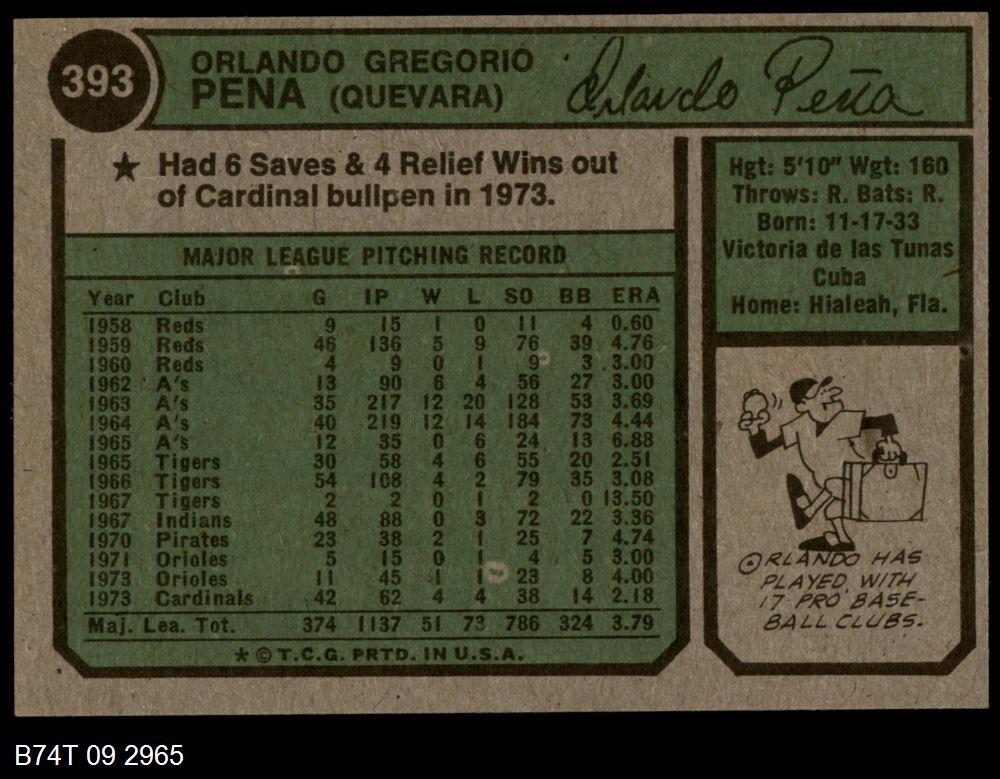 393
ORLANDO GREGORIO
PENA (QUEVARA)
Orlando Peña
★ Had 6 Saves & 4 Relief Wins out
of Cardinal bullpen in 1973.
MAJOR LEAGUE PITCHING RECORD
Year Club G IP W L SO BB ERA
1958 Reds 9 15 1 0 11 4 0.60
1959 Reds 46 136 5 9 76 39 4.76
1960 Reds 4 9 0 1 9 3 3.00
1962 A's 13 90 6 4 56 27 3.00
1963 A's 35 217 12 20 128 53 3.69
1964 A's 40 219 12 14 184 73 4.44
1965 A's 12 35 0 6 24 13 6.88
1965 Tigers 30 58 4 6 55 20 2.51
1966 Tigers 54 108 4 2 79 35 3.08
1967 Tigers 2 2 0 1 2 0 13.50
1967 Indians 48 88 0 3 72 22 3.36
1970 Pirates 23 38 2 1 25 7 4.74
1971 Orioles 5 15 0 1 4 5 3.00
1973 Orioles 11 45 1 1 23 8 4.00
1973 Cardinals 42 62 4 4 38 14 2.18
Maj. Lea. Tot. 374 1137 51 73 786 324 3.79
* © T.C.G. PRTD. IN U.S.A.
Hgt: 5'10" Wgt: 160
Throws: R. Bats: R.
Born: 11-17-33
Victoria de las Tunas
Cuba
Home: Hialeah, Fla.
ORLANDO HAS
PLAYED WITH
17 PRO BASE-
BALL CLUBS.
B74T 09 2965